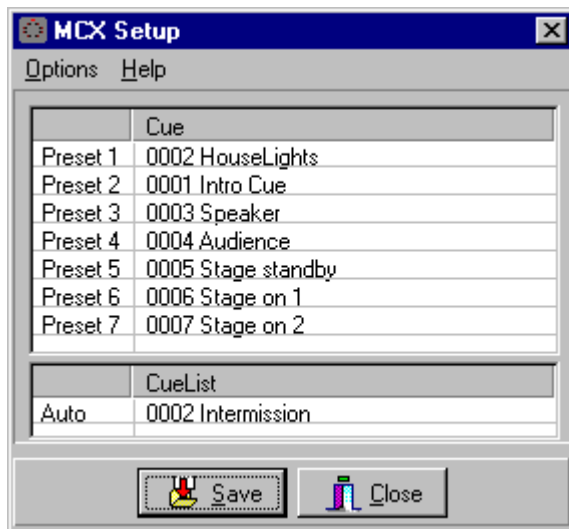 MCX Setup
Options Help
Cue
Preset 1 0002 HouseLights
Preset 2 0001 Intro Cue
Preset 3 0003 Speaker
Preset 4 0004 Audience
Preset 5 0005 Stage standby
Preset 6 0006 Stage on 1
Preset 7 0007 Stage on 2
CueList
Auto 0002 Intermission
Save Close